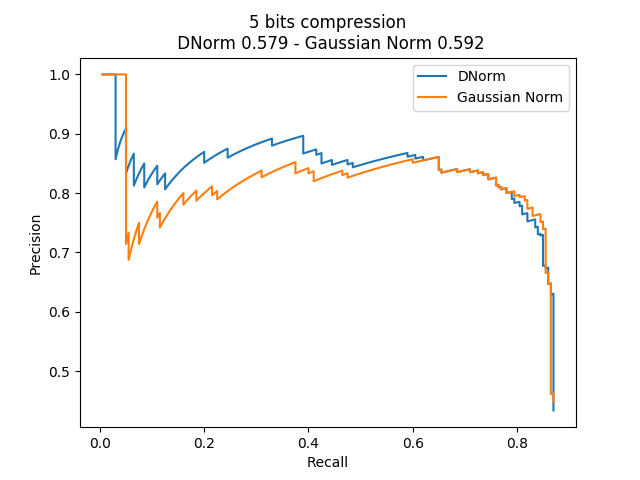 5 bits compression
DNorm 0.579 - Gaussian Norm 0.592
DNorm
Gaussian Norm
Precision
1.0
0.9
0.8
0.7
0.6
0.5
0.0
0.2
0.4
0.6
0.8
Recall